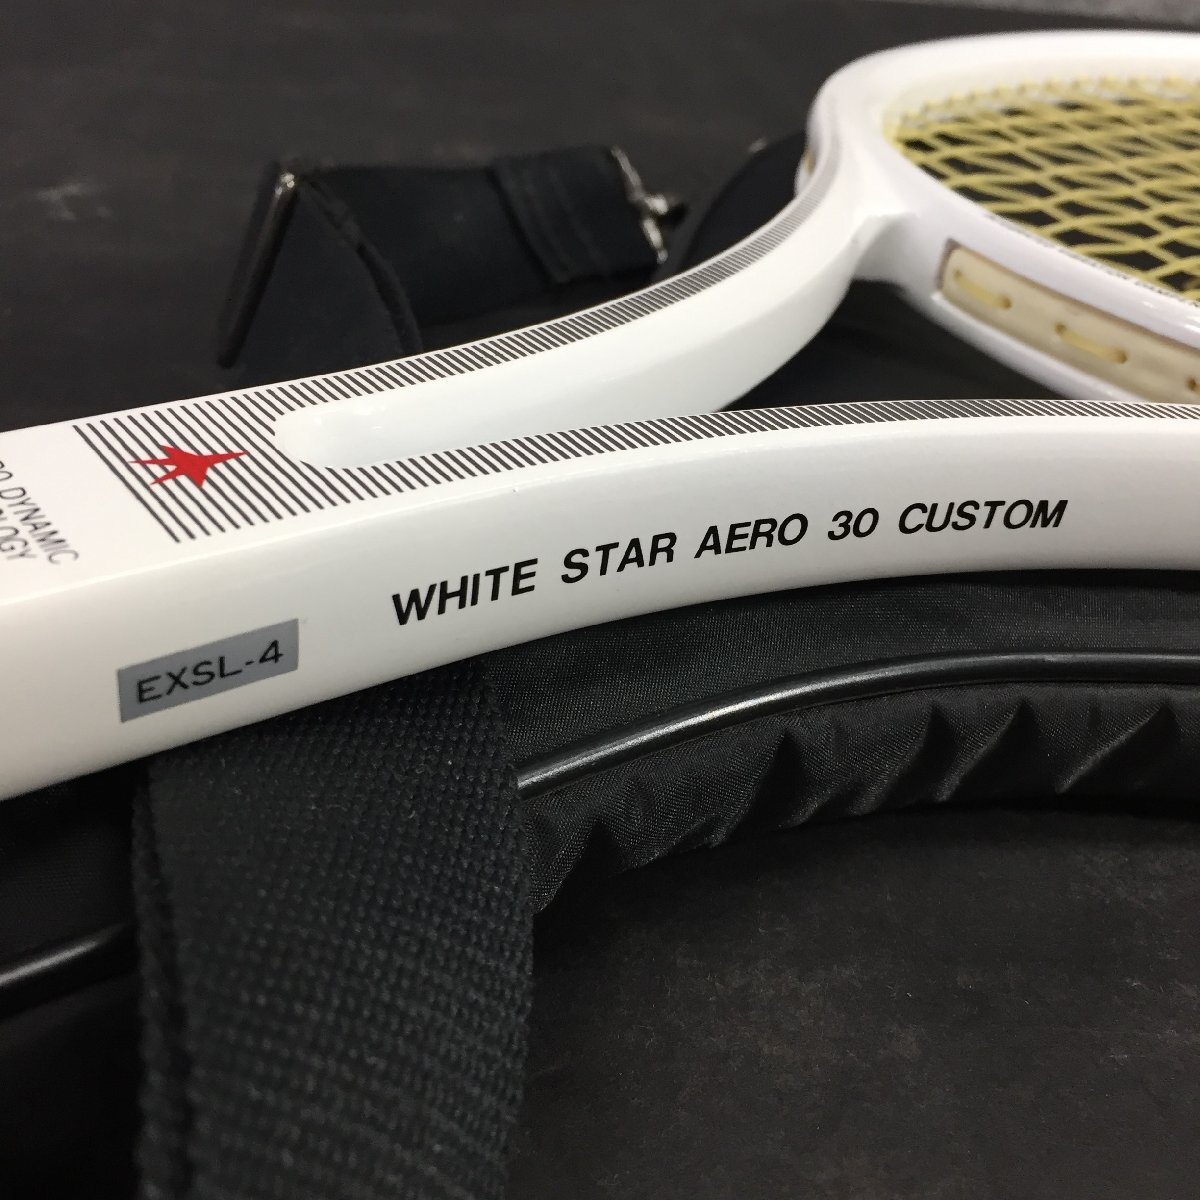 DYNAMIC
WHITE STAR AERO 30 CUSTOM
EXSL-4